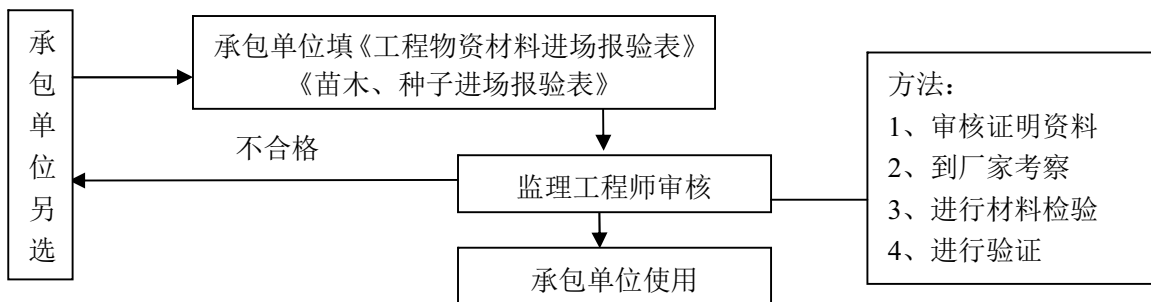 承包单位另选
承包单位填《工程物资材料进场报验表》
《苗木、种子进场报验表》
不合格
监理工程师审核
承包单位使用
方法：
1、审核证明资料
2、到厂家考察
3、进行材料检验
4、进行验证